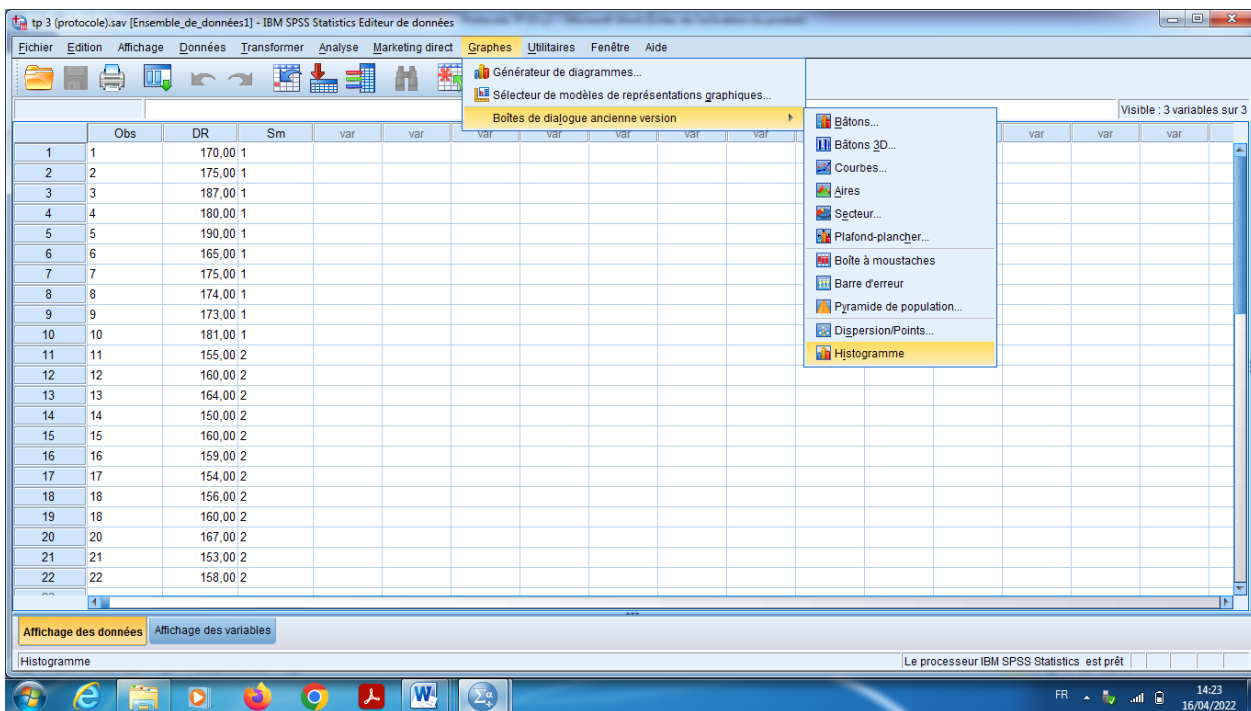 tp 3 (protocole).sav [Ensemble_de_données1] - IBM SPSS Statistics Editeur de données
Fichier Edition Affichage Données Transformer Analyse Marketing direct Graphes Utilitaires Fenêtre Aide
Générateur de diagrammes...
Sélecteur de modèles de représentations graphiques...
Boîtes de dialogue ancienne version
Bâtons...
Bâtons 3D...
Courbes...
Aires
Secteur...
Plafond-plancher...
Boîte à moustaches
Barre d'erreur
Pyramide de population...
Dispersion/Points...
Histogramme
Visible : 3 variables sur 3
Obs DR Sm var var var var var var var var var
1 1 170,00 1
2 2 175,00 1
3 3 187,00 1
4 4 180,00 1
5 5 190,00 1
6 6 165,00 1
7 7 175,00 1
8 8 174,00 1
9 9 173,00 1
10 10 181,00 1
11 11 155,00 2
12 12 160,00 2
13 13 164,00 2
14 14 150,00 2
15 15 160,00 2
16 16 159,00 2
17 17 154,00 2
18 18 156,00 2
19 18 160,00 2
20 20 167,00 2
21 21 153,00 2
22 22 158,00 2
Affichage des données Affichage des variables
Histogramme
Le processeur IBM SPSS Statistics est prêt
FR
14:23
16/04/2022